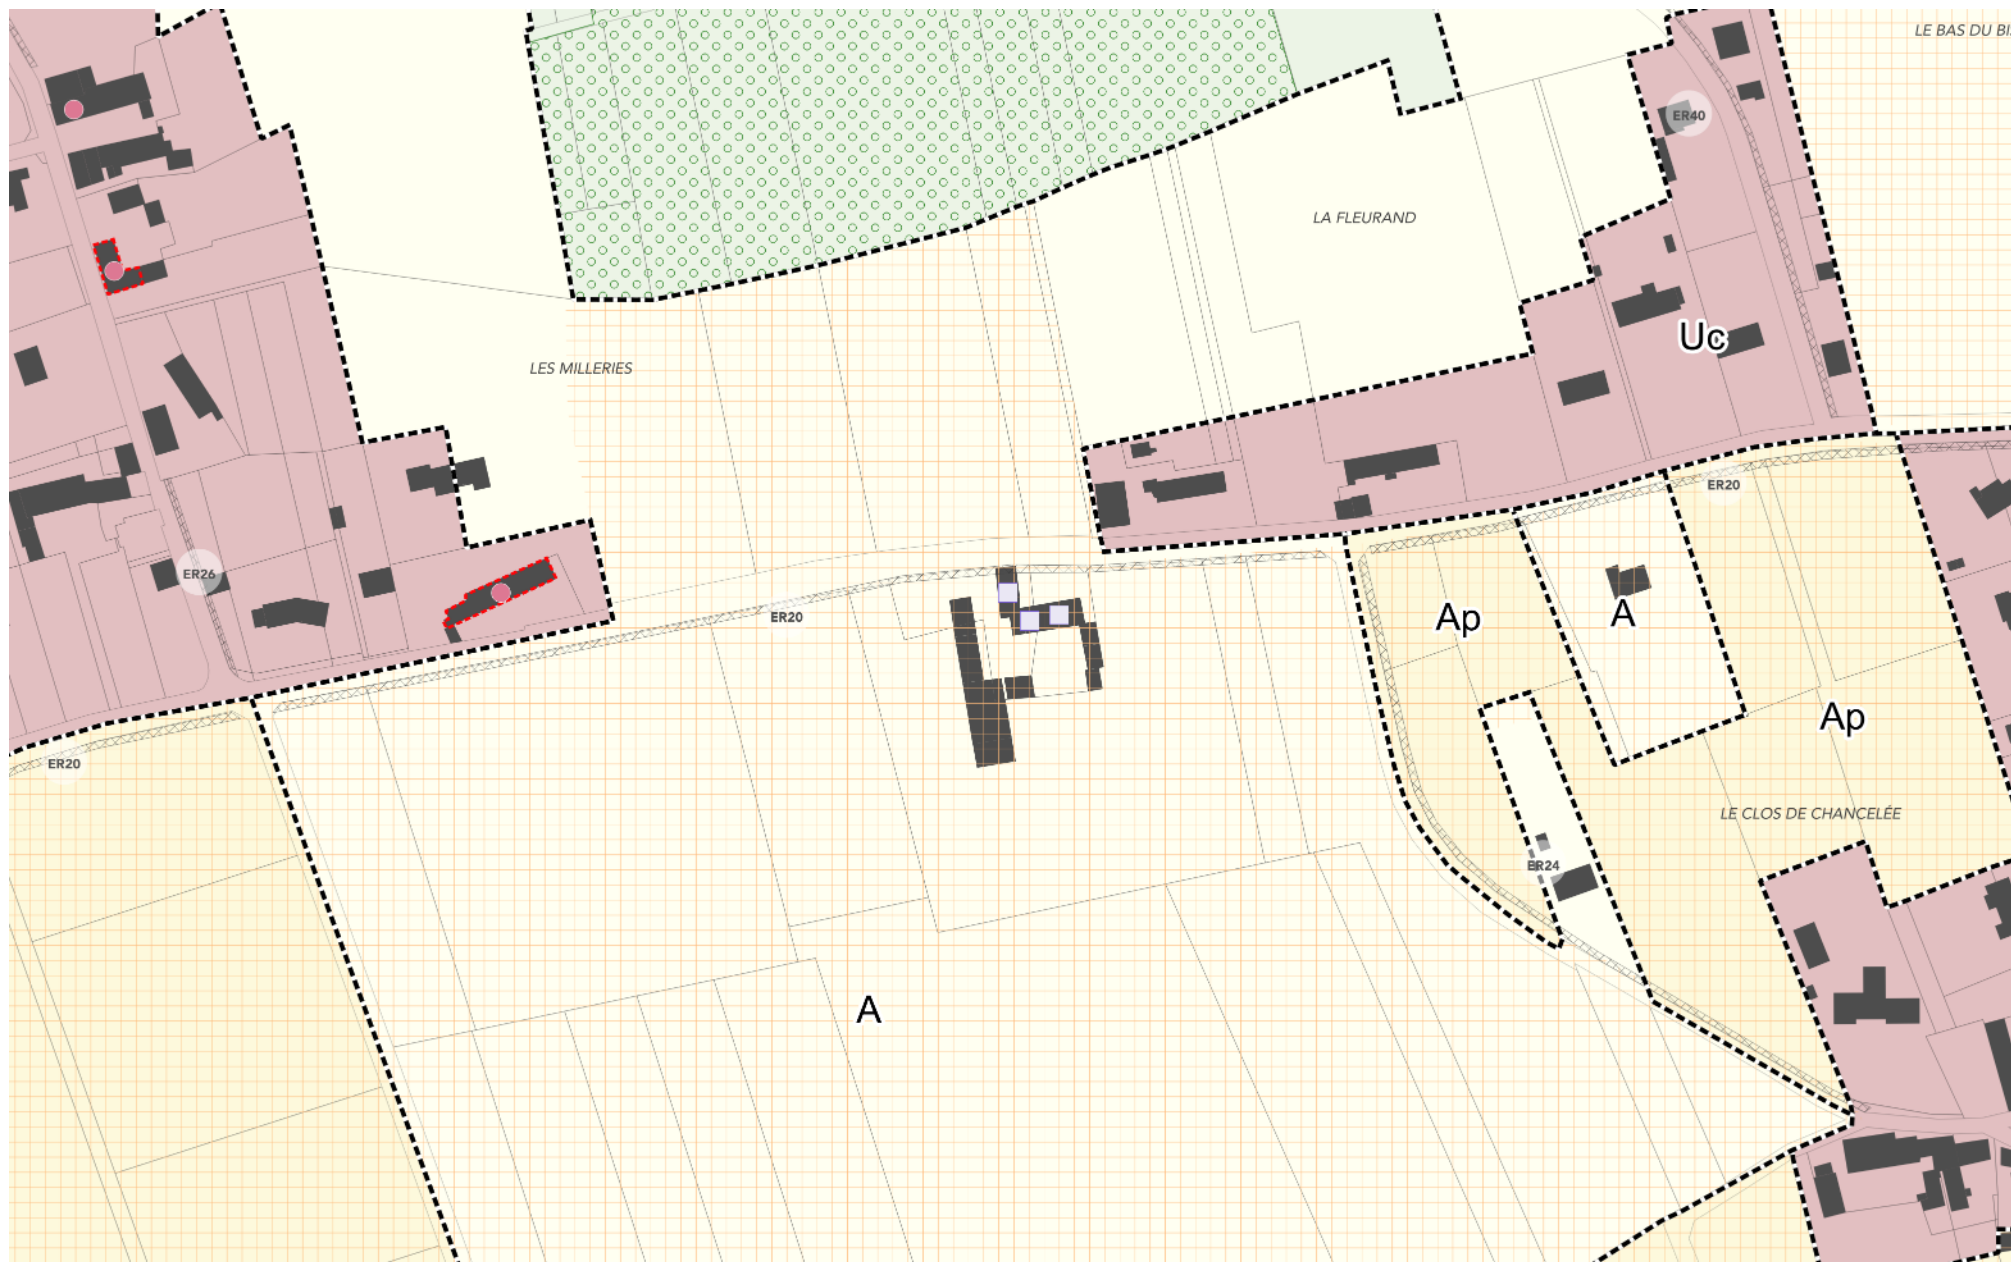 LE BAS DU BI
ER40
LA FLEURAND
Uc
LES MILLERIES
ER20
ER26
Ap
A
ER20
Ap
ER20
LE CLOS DE CHANCELÉE
ER24
A